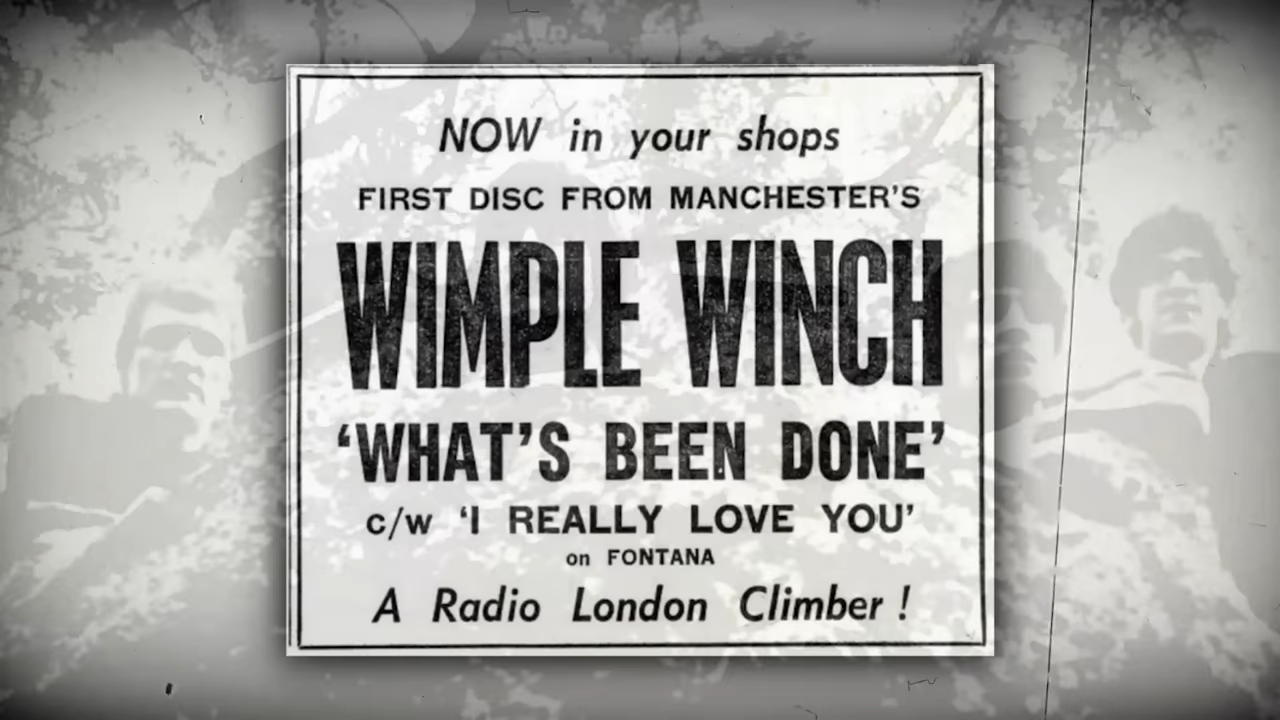 NOW in your shops
FIRST DISC FROM MANCHESTER'S
WIMPLE WINCH
'WHAT'S BEEN DONE'
c/w 'I REALLY LOVE YOU'
on FONTANA
A Radio London Climber !